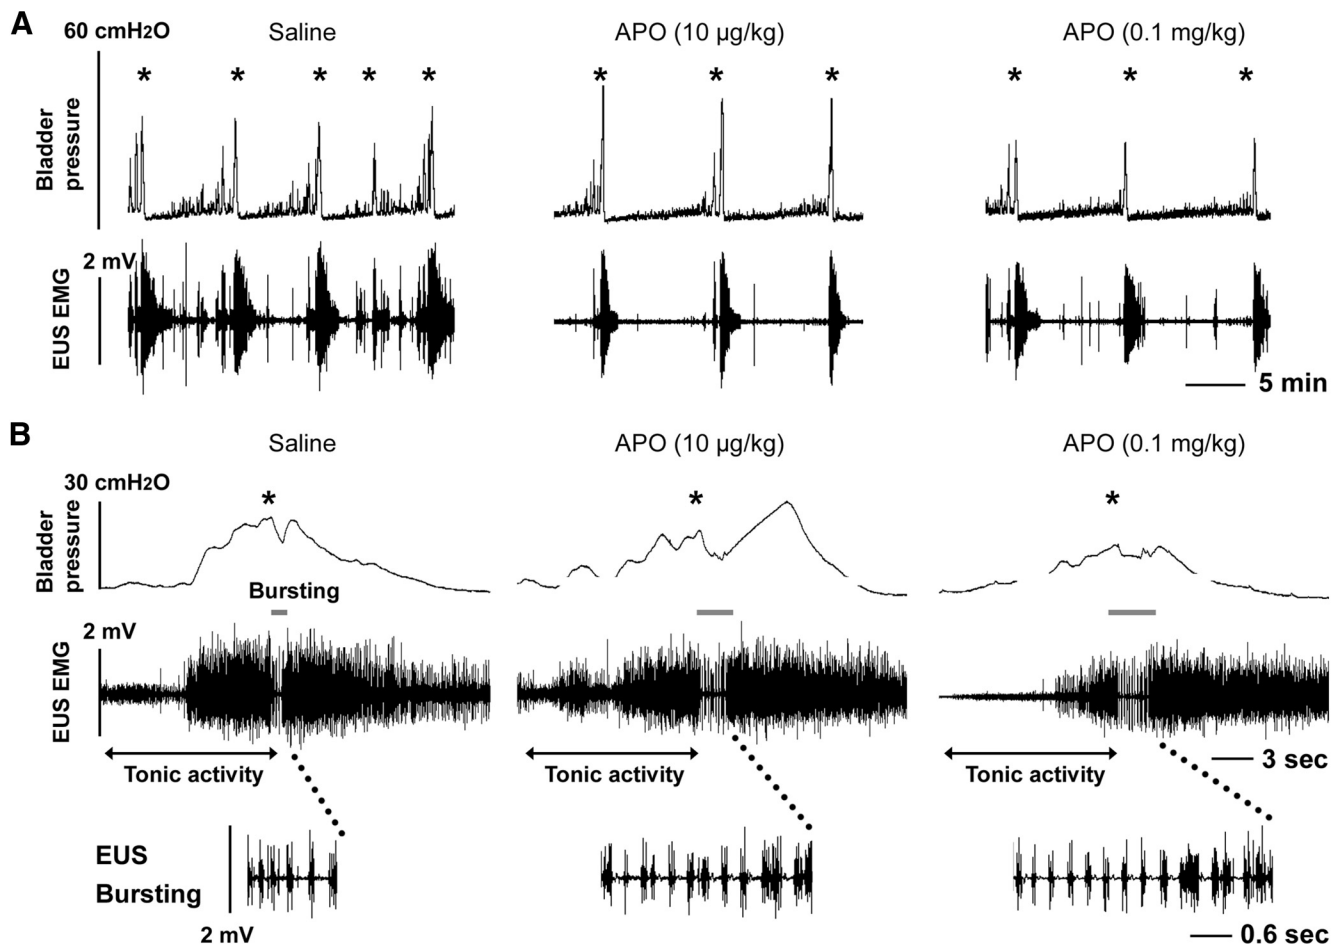 A
60 cmH2O
Saline
APO (10 µg/kg)
APO (0.1 mg/kg)
* * * * *
* * *
* * *
Bladder
pressure
2 mV
EUS EMG
5 min
B
Saline
APO (10 µg/kg)
APO (0.1 mg/kg)
30 cmH2O
*
*
*
Bladder
pressure
Bursting
2 mV
EUS EMG
Tonic activity
Tonic activity
Tonic activity
3 sec
EUS
Bursting
2 mV
0.6 sec